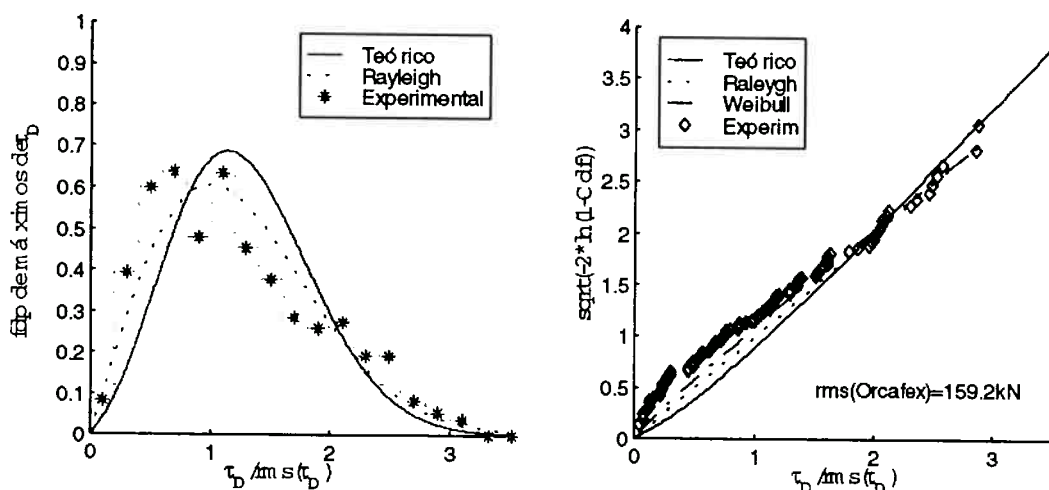 1
0.9
0.8
0.7
0.6
0.5
0.4
0.3
0.2
0.1
0
0
1
2
3
fdp de máximos de τD
τD/rms(τD)
Teórico
Rayleigh
Experimental
4
3.5
3
2.5
2
1.5
1
0.5
0
0
1
2
3
sqrt(-2*ln(1-Cdf))
τD/rms(τD)
Teórico
Raleygh
Weibull
Experim
rms(Orcafex)=159.2kN